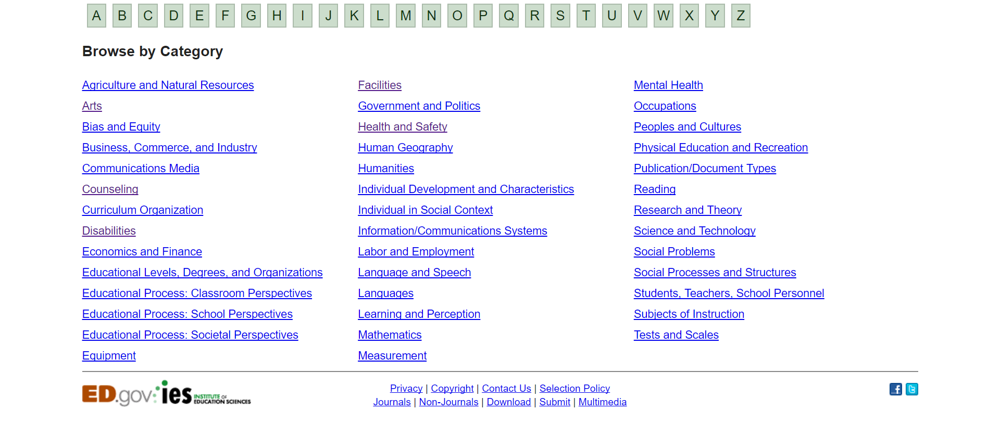 A B C D E F G H I J K L M N O P Q R S T U V W X Y Z
Browse by Category
Agriculture and Natural Resources
Arts
Bias and Equity
Business, Commerce, and Industry
Communications Media
Counseling
Curriculum Organization
Disabilities
Economics and Finance
Educational Levels, Degrees, and Organizations
Educational Process: Classroom Perspectives
Educational Process: School Perspectives
Educational Process: Societal Perspectives
Equipment
Facilities
Government and Politics
Health and Safety
Human Geography
Humanities
Individual Development and Characteristics
Individual in Social Context
Information/Communications Systems
Labor and Employment
Language and Speech
Languages
Learning and Perception
Mathematics
Measurement
Mental Health
Occupations
Peoples and Cultures
Physical Education and Recreation
Publication/Document Types
Reading
Research and Theory
Science and Technology
Social Problems
Social Processes and Structures
Students, Teachers, School Personnel
Subjects of Instruction
Tests and Scales
ED.gov ies INSTITUTE OF
EDUCATION SCIENCES
Privacy | Copyright | Contact Us | Selection Policy
Journals | Non-Journals | Download | Submit | Multimedia
f t